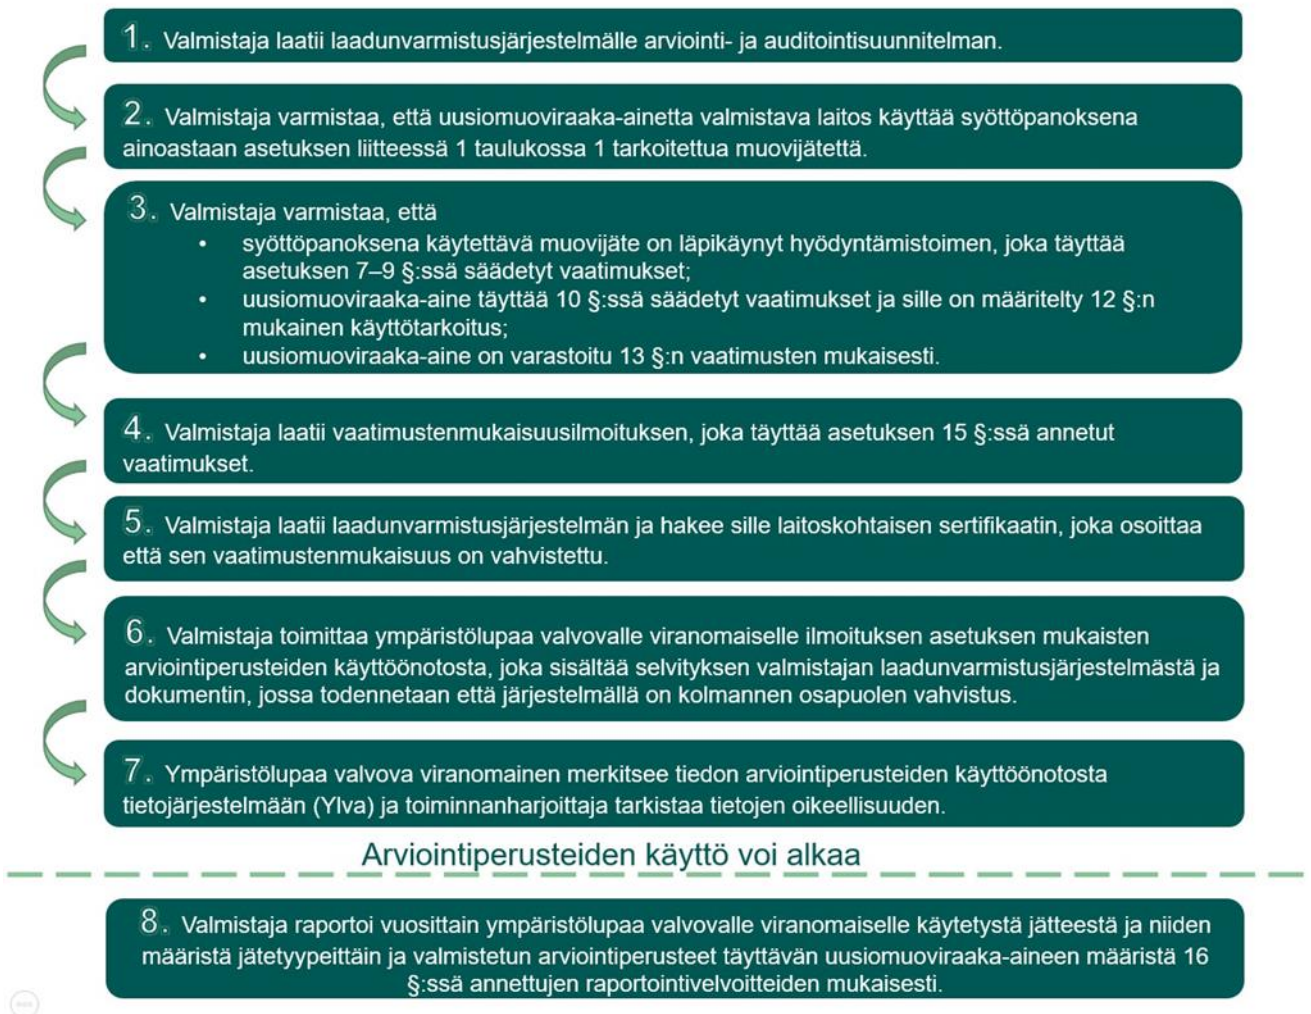 1. Valmistaja laatii laadunvarmistusjärjestelmälle arviointi- ja auditointisuunnitelman.
2. Valmistaja varmistaa, että uusiomuoviraaka-ainetta valmistava laitos käyttää syöttöpanoksena
ainoastaan asetuksen liitteessä 1 taulukossa 1 tarkoitettua muovijätettä.
3. Valmistaja varmistaa, että
• syöttöpanoksena käytettävä muovijäte on läpikäynyt hyödyntämistoimen, joka täyttää
asetuksen 7–9 §:ssä säädetyt vaatimukset;
• uusiomuoviraaka-aine täyttää 10 §:ssä säädetyt vaatimukset ja sille on määritelty 12 §:n
mukainen käyttötarkoitus;
• uusiomuoviraaka-aine on varastoitu 13 §:n vaatimusten mukaisesti.
4. Valmistaja laatii vaatimustenmukaisuusilmoituksen, joka täyttää asetuksen 15 §:ssä annetut
vaatimukset.
5. Valmistaja laatii laadunvarmistusjärjestelmän ja hakee sille laitoskohtaisen sertifikaatin, joka osoittaa
että sen vaatimustenmukaisuus on vahvistettu.
6. Valmistaja toimittaa ympäristölupaa valvovalle viranomaiselle ilmoituksen asetuksen mukaisten
arviointiperusteiden käyttöönotosta, joka sisältää selvityksen valmistajan laadunvarmistusjärjestelmästä ja
dokumentin, jossa todennetaan että järjestelmällä on kolmannen osapuolen vahvistus.
7. Ympäristölupaa valvova viranomainen merkitsee tiedon arviointiperusteiden käyttöönotosta
tietojärjestelmään (Ylva) ja toiminnanharjoittaja tarkistaa tietojen oikeellisuuden.
Arviointiperusteiden käyttö voi alkaa
8. Valmistaja raportoi vuosittain ympäristölupaa valvovalle viranomaiselle käytetystä jätteestä ja niiden
määristä jätetyypeittäin ja valmistetun arviointiperusteet täyttävän uusiomuoviraaka-aineen määristä 16
§:ssä annettujen raportointivelvoitteiden mukaisesti.